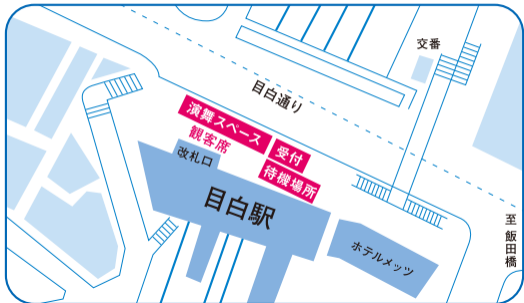 交番
目白通り
演舞スペース
観客席
受付
待機場所
改札口
目白駅
ホテルメッツ
至 飯田橋